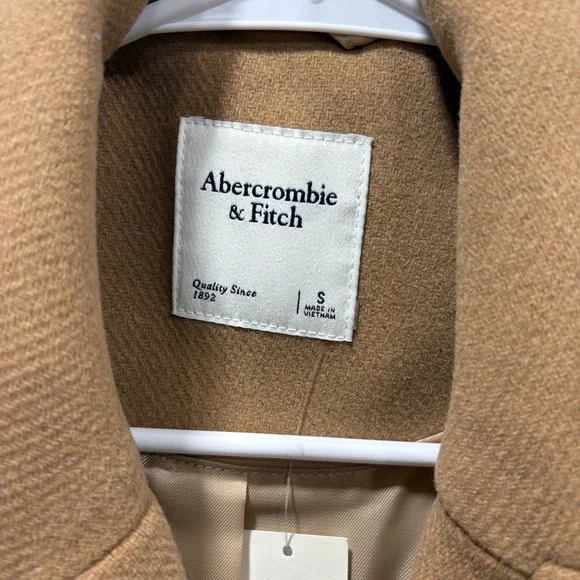 Abercrombie
& Fitch
Quality Since
1892
S
MADE IN
VIETNAM